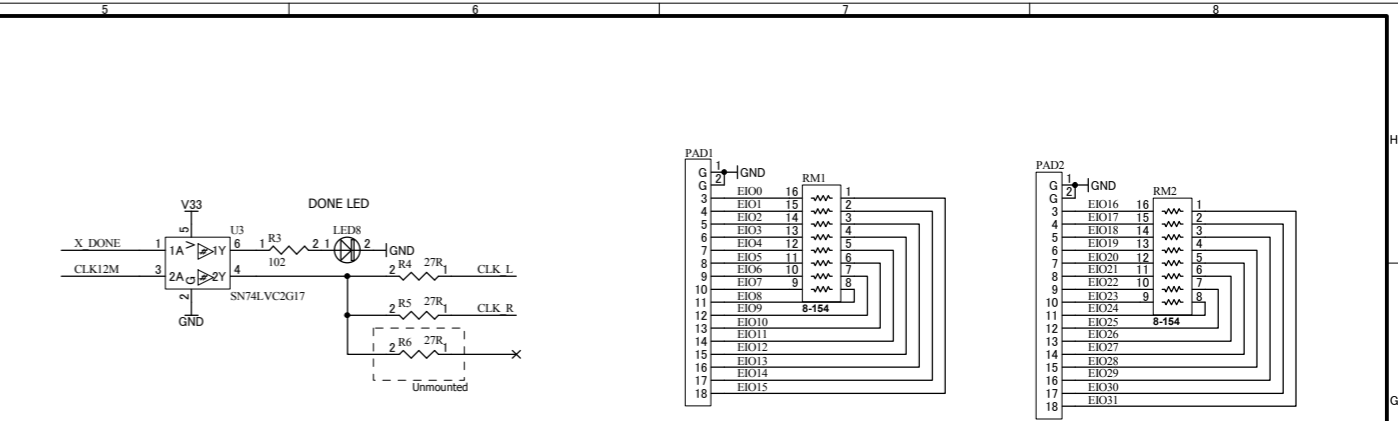 5 6 7 8
H
PAD1
G 1 GND
G 2
RM1
3 EIO0 16 1
4 EIO1 15 2
5 EIO2 14 3
6 EIO3 13 4
7 EIO4 12 5
8 EIO5 11 6
9 EIO6 10 7
10 EIO7 9 8
11 EIO8
8-154
12 EIO9
13 EIO10
14 EIO11
15 EIO12
16 EIO13
17 EIO14
18 EIO15
PAD2
G 1 GND
G 2
RM2
3 EIO16 16 1
4 EIO17 15 2
5 EIO18 14 3
6 EIO19 13 4
7 EIO20 12 5
8 EIO21 11 6
9 EIO22 10 7
10 EIO23 9 8
11 EIO24
8-154
12 EIO25
13 EIO26
14 EIO27
15 EIO28
16 EIO29
17 EIO30
18 EIO31
V33
DONE LED
5
U3
X_DONE 1 1A V 1Y 6 1 R3 2 1 LED8 2 GND
102
CLK12M 3 2A G 2Y 4
2 R4 27R 1 CLK_L
2
SN74LVC2G17
GND
2 R5 27R 1 CLK_R
2 R6 27R 1
Unmounted
G